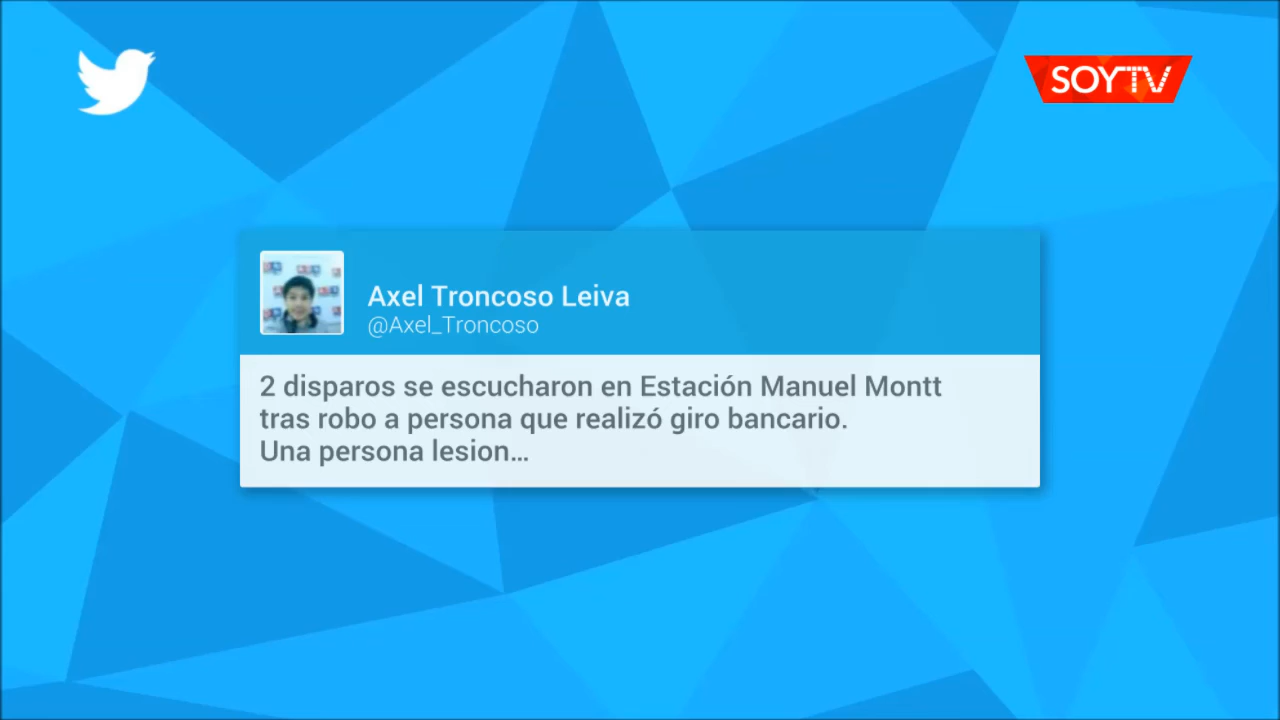 SOYTV
Axel Troncoso Leiva
@Axel_Troncoso
2 disparos se escucharon en Estación Manuel Montt
tras robo a persona que realizó giro bancario.
Una persona lesion...